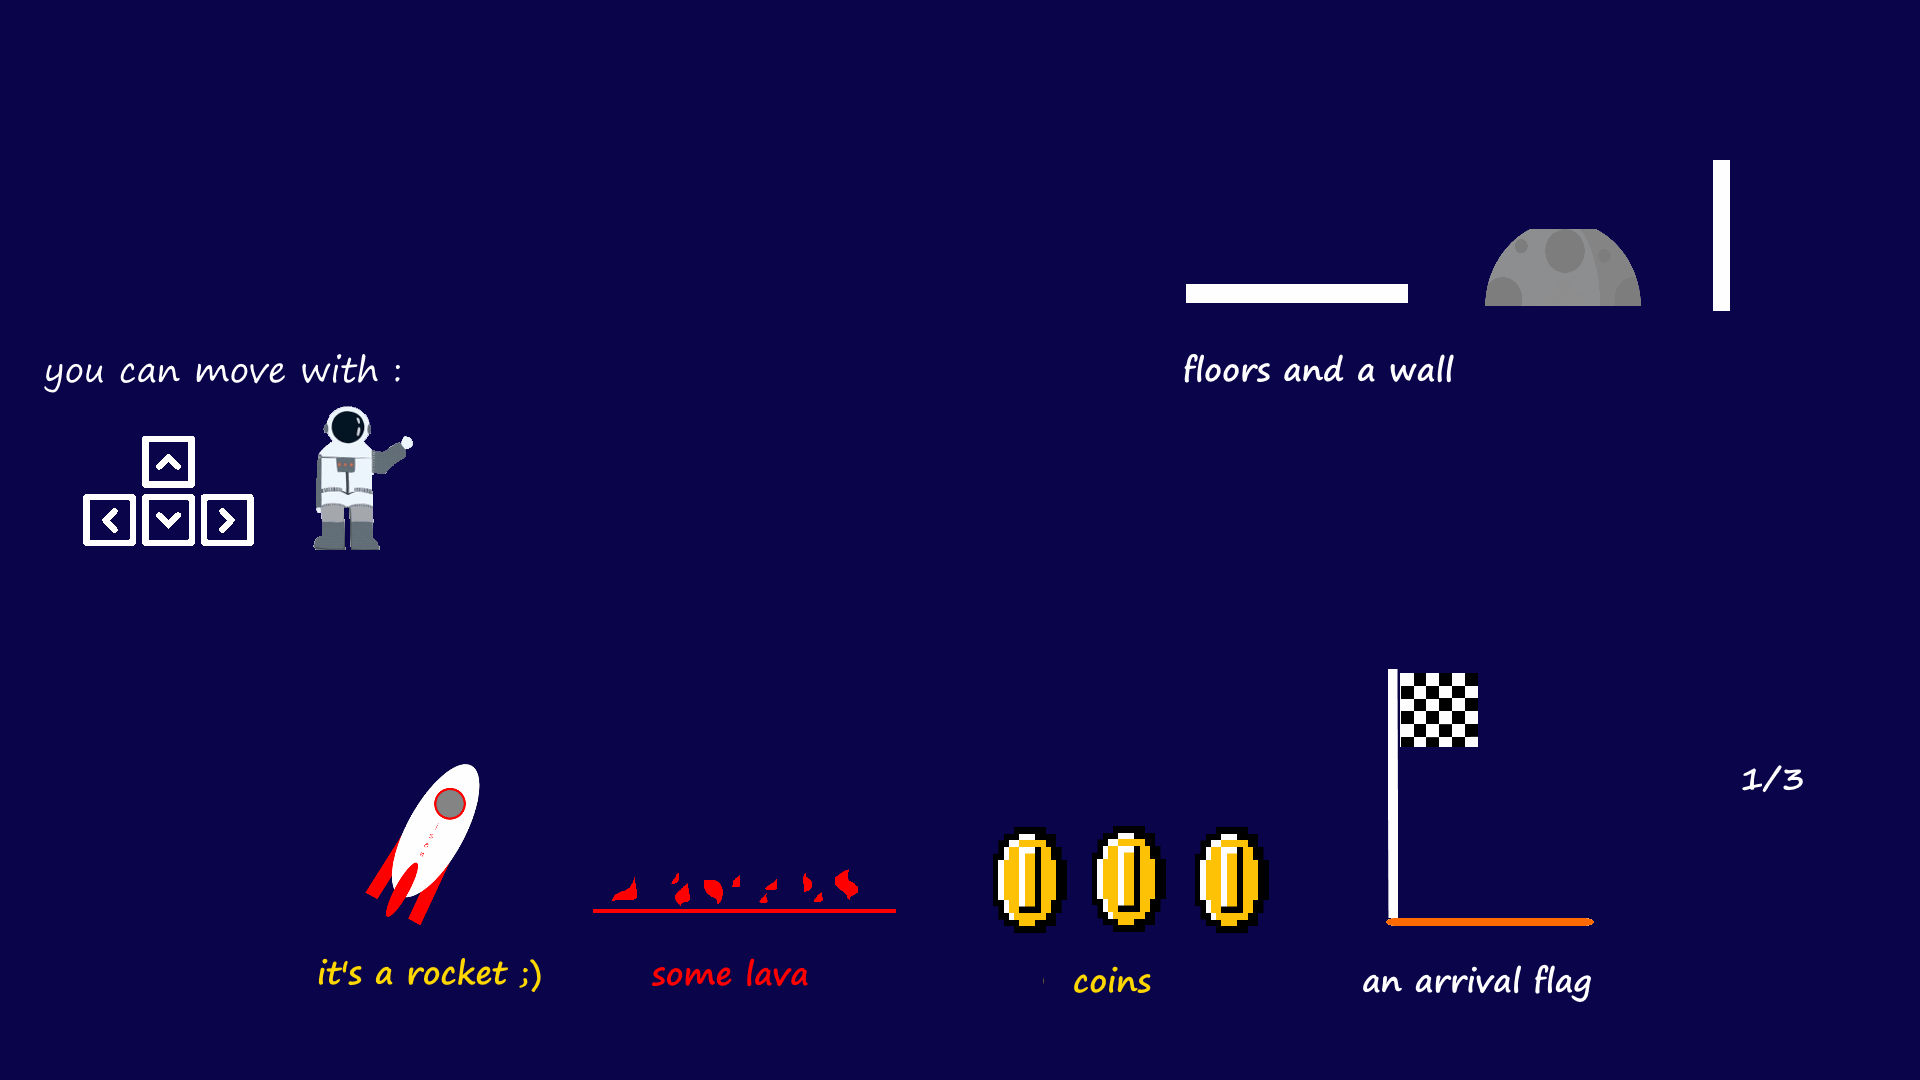 you can move with :
floors and a wall
1/3
it's a rocket ;)
some lava
coins
an arrival flag